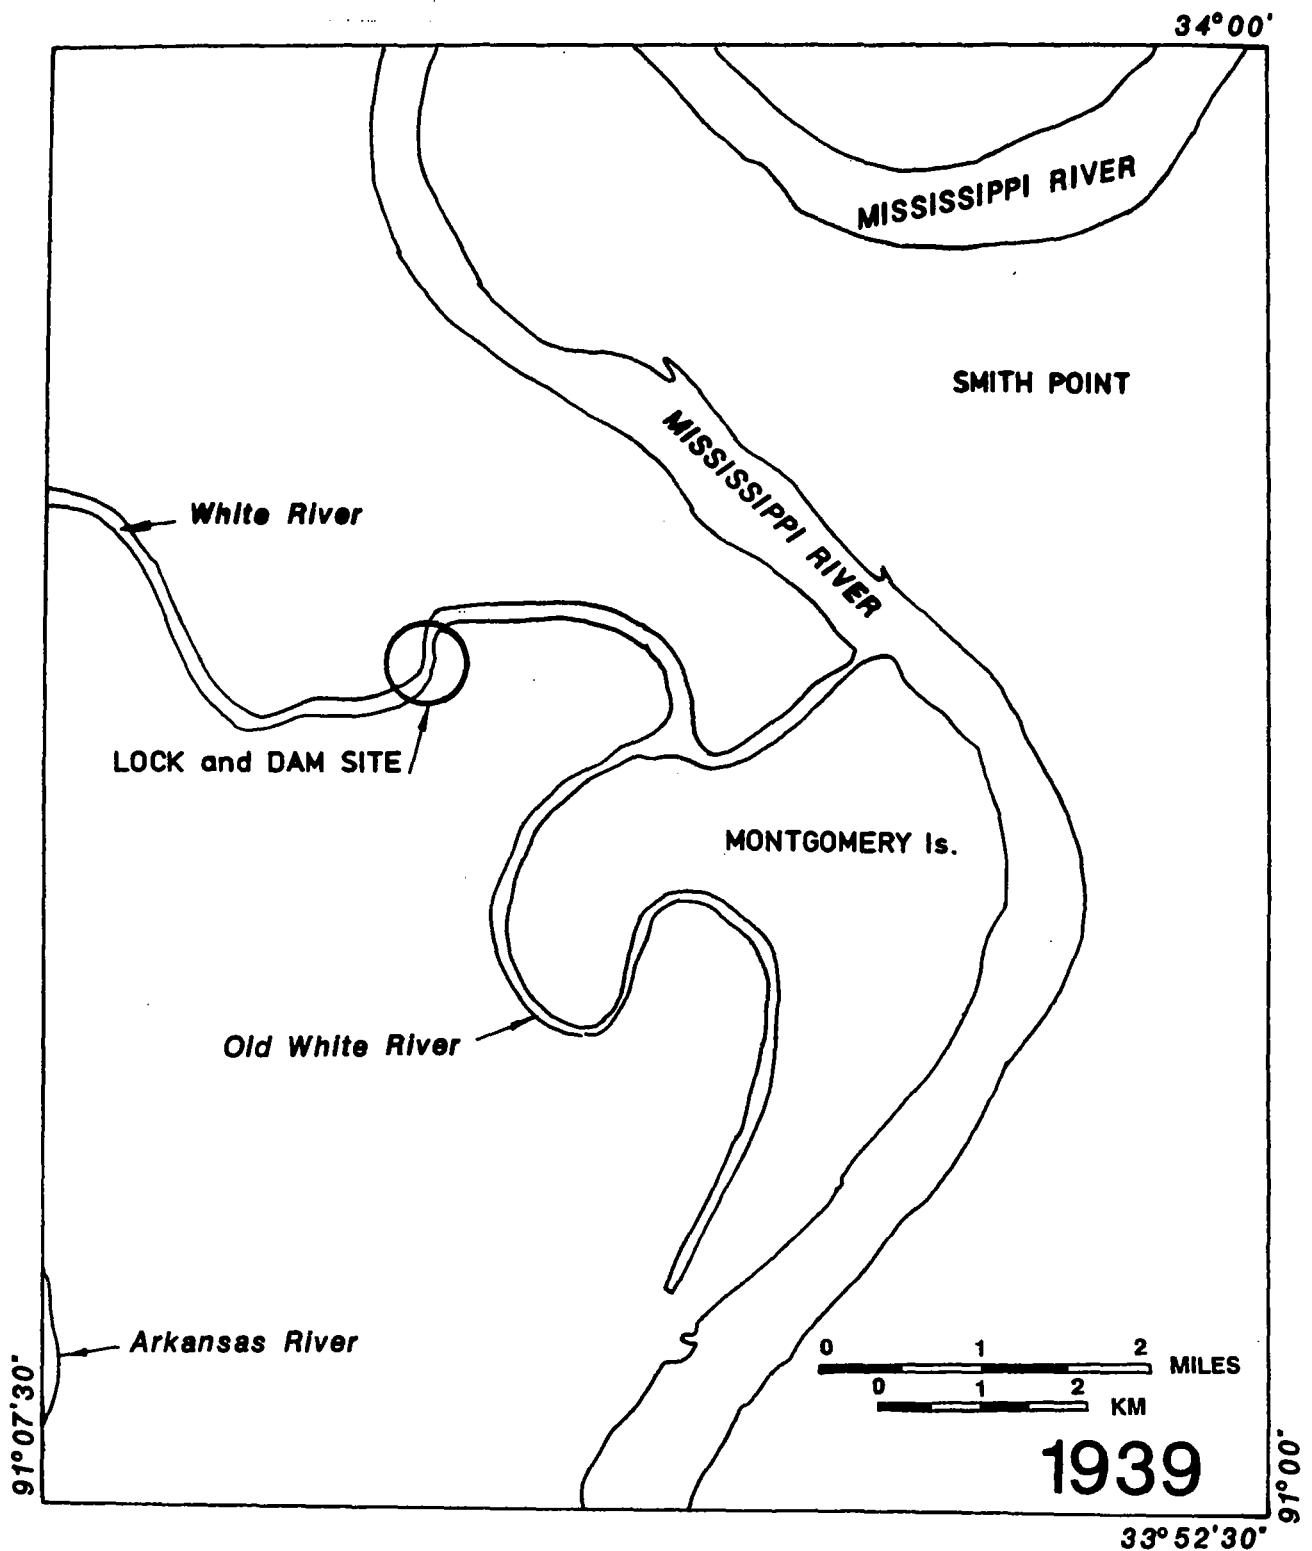 34°00'
MISSISSIPPI RIVER
SMITH POINT
MISSISSIPPI RIVER
White River
LOCK and DAM SITE
MONTGOMERY Is.
Old White River
Arkansas River
0 1 2 MILES
0 1 2 KM
1939
91°07'30"
91°00"
33°52'30"